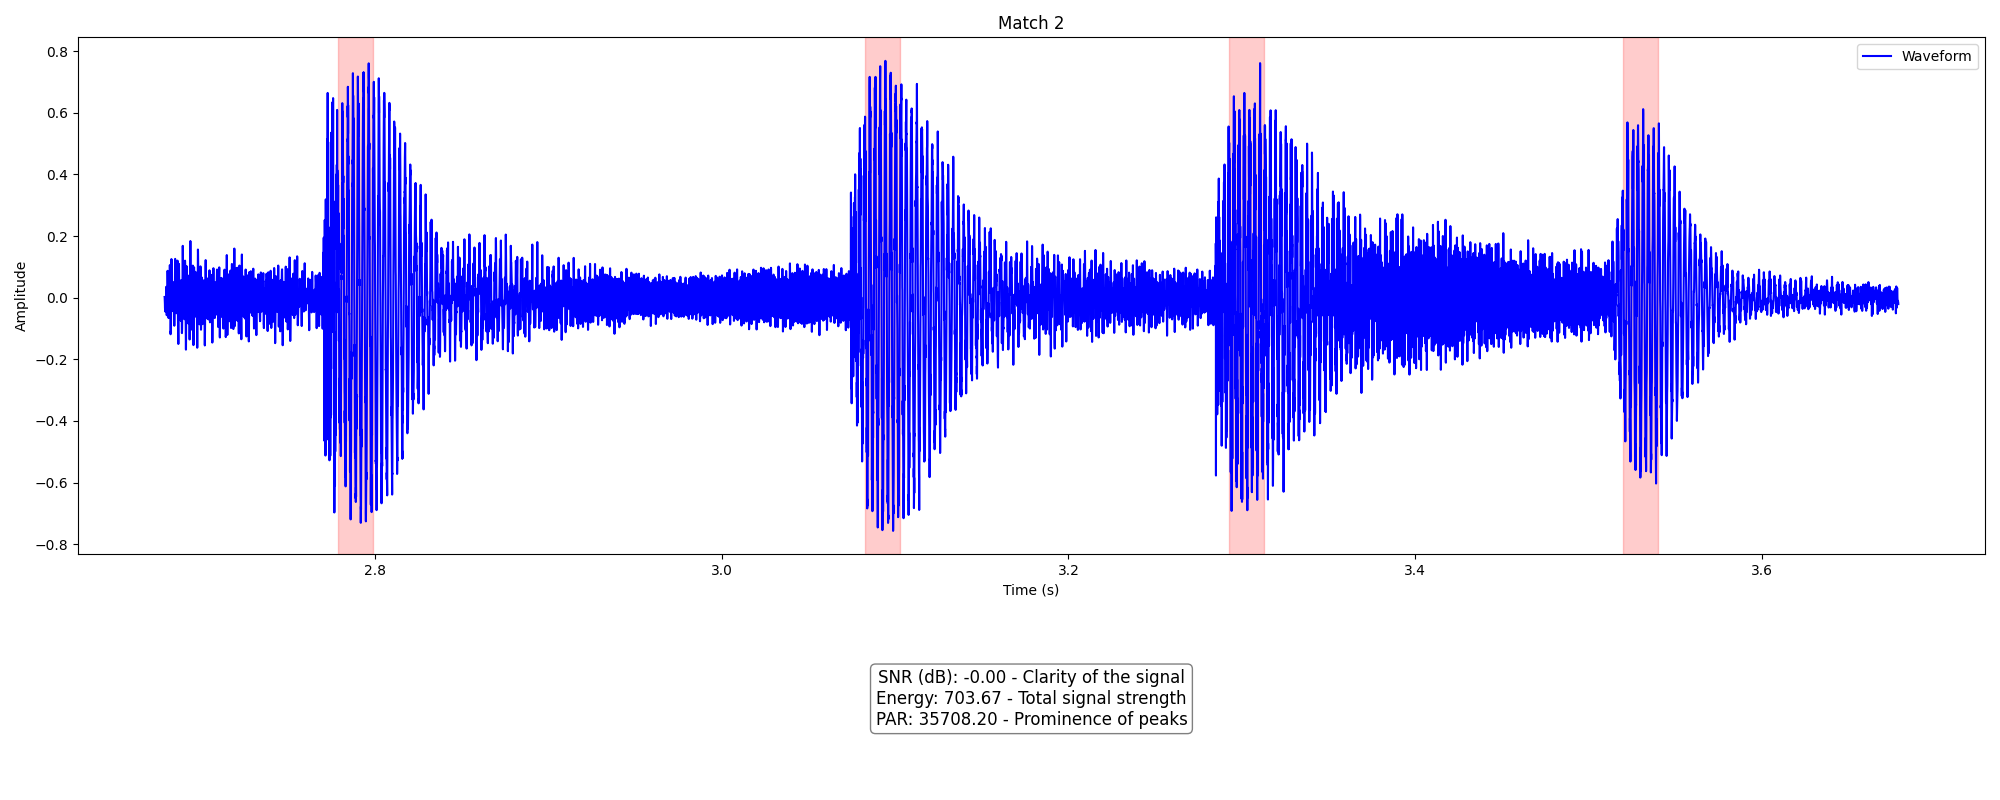 Match 2
Waveform
Amplitude
0.8
0.6
0.4
0.2
0.0
−0.2
−0.4
−0.6
−0.8
2.8
3.0
3.2
3.4
3.6
Time (s)
SNR (dB): -0.00 - Clarity of the signal
Energy: 703.67 - Total signal strength
PAR: 35708.20 - Prominence of peaks